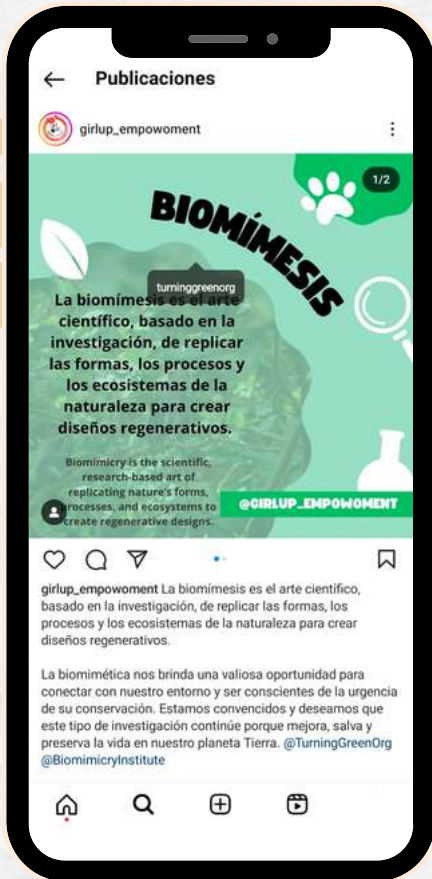 Publicaciones
girlup_empowoment
1/2
BIOMÍMESIS
turninggreenorg
La biomímesis es el arte
científico, basado en la
investigación, de replicar
las formas, los procesos y
los ecosistemas de la
naturaleza para crear
diseños regenerativos.
Biomimicry is the scientific,
research-based art of
replicating nature's forms,
processes, and ecosystems to
create regenerative designs.
@GIRLUP_EMPOWOMENT
girlup_empowoment La biomímesis es el arte científico,
basado en la investigación, de replicar las formas, los
procesos y los ecosistemas de la naturaleza para crear
diseños regenerativos.
La biomimética nos brinda una valiosa oportunidad para
conectar con nuestro entorno y ser conscientes de la urgencia
de su conservación. Estamos convencidos y deseamos que
este tipo de investigación continúe porque mejora, salva y
preserva la vida en nuestro planeta Tierra. @TurningGreenOrg
@BiomimicryInstitute